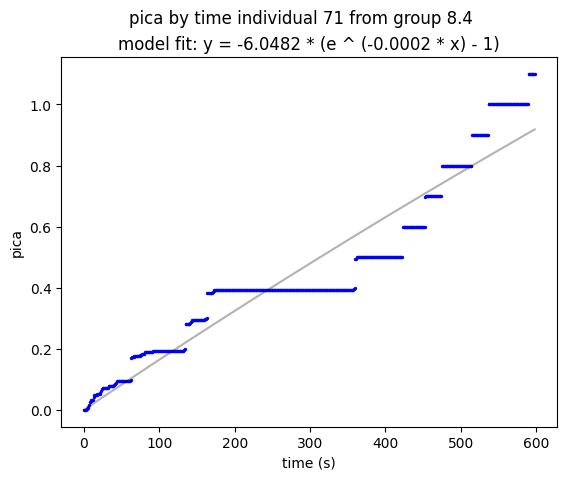 pica by time individual 71 from group 8.4
model fit: y = -6.0482 * (e ^ (-0.0002 * x) - 1)
1.0
0.8
0.6
0.4
0.2
0.0
pica
0 100 200 300 400 500 600
time (s)